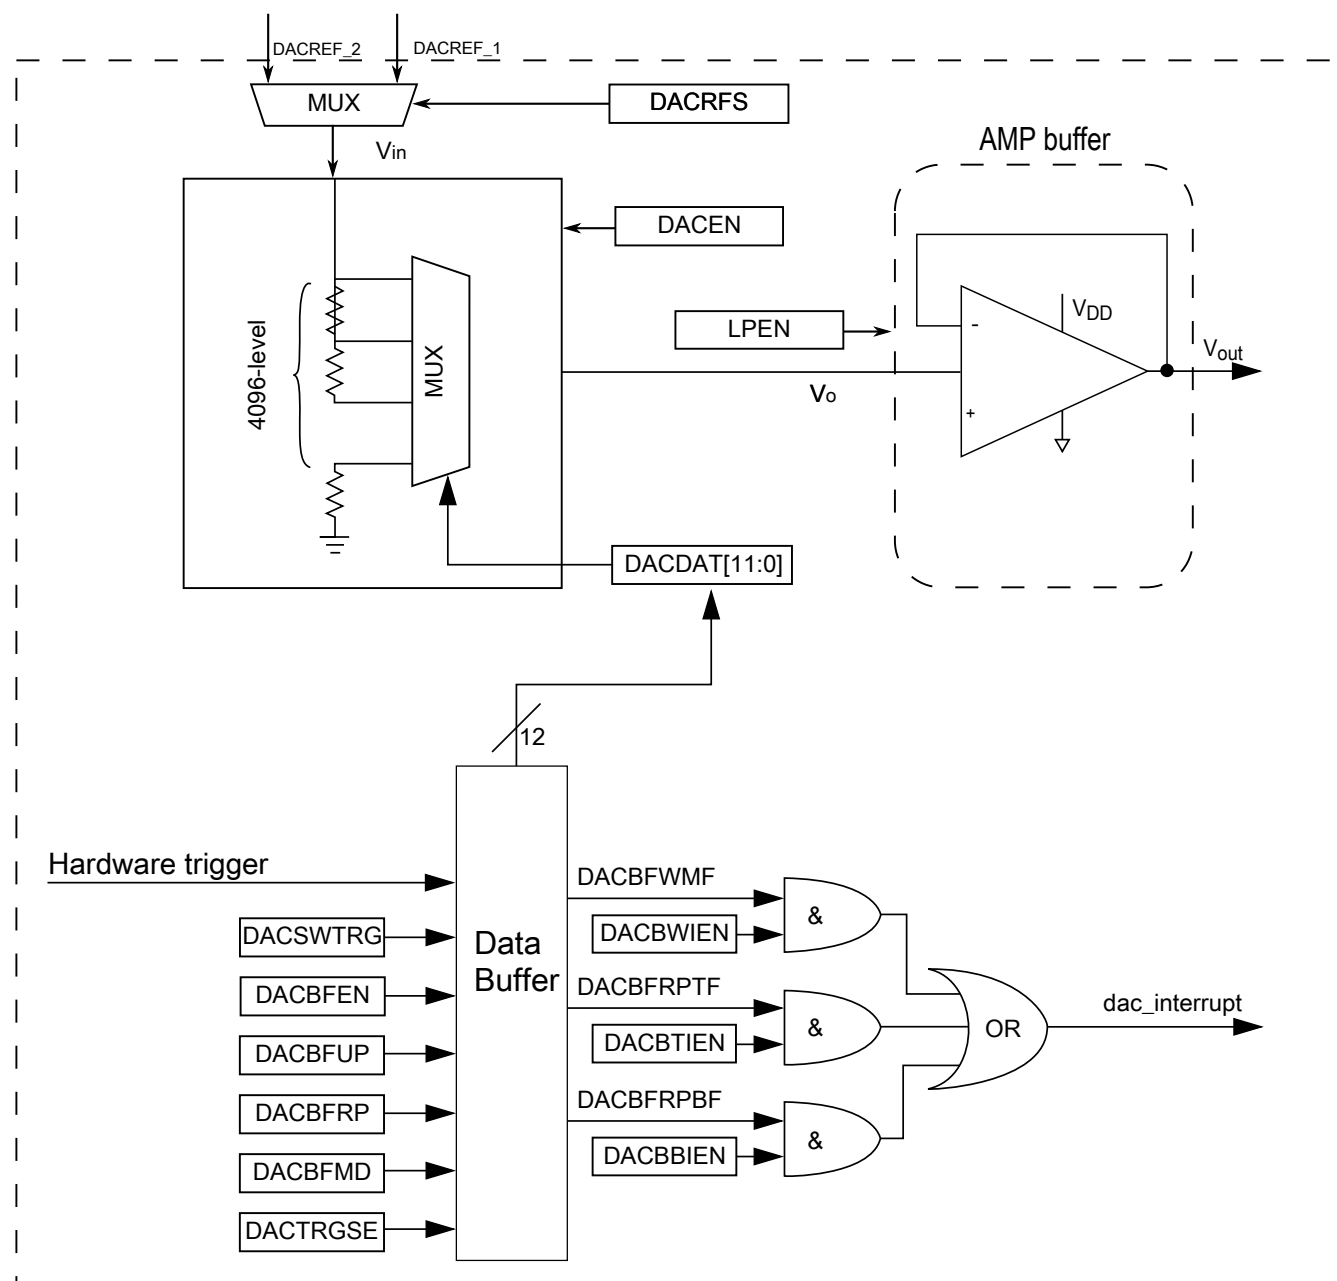 DACREF_2
DACREF_1
MUX
DACRFS
Vin
AMP buffer
DACEN
LPEN
VDD
-
+
Vout
4096-level
MUX
Vo
DACDAT[11:0]
12
Hardware trigger
DACSWTRG
DACBFEN
DACBFUP
DACBFRP
DACBFMD
DACTRGSE
Data
Buffer
DACBFWMF
DACBWIEN
&
DACBFRPTF
DACBTIEN
&
DACBFRPBF
DACBBIEN
&
OR
dac_interrupt